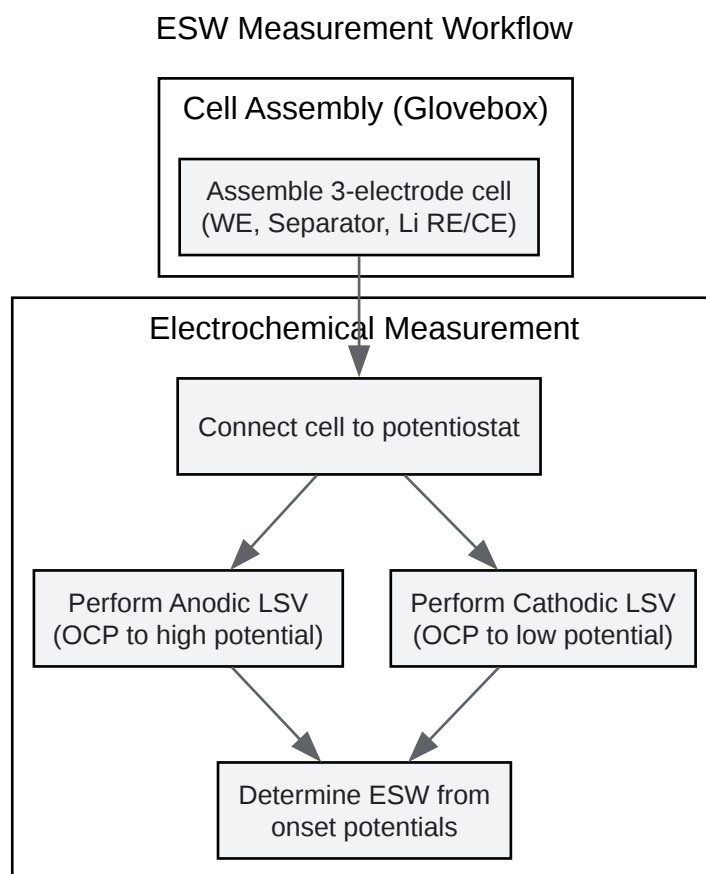 ESW Measurement Workflow
Cell Assembly (Glovebox)
Assemble 3-electrode cell
(WE, Separator, Li RE/CE)
Electrochemical Measurement
Connect cell to potentiostat
Perform Anodic LSV
(OCP to high potential)
Perform Cathodic LSV
(OCP to low potential)
Determine ESW from
onset potentials